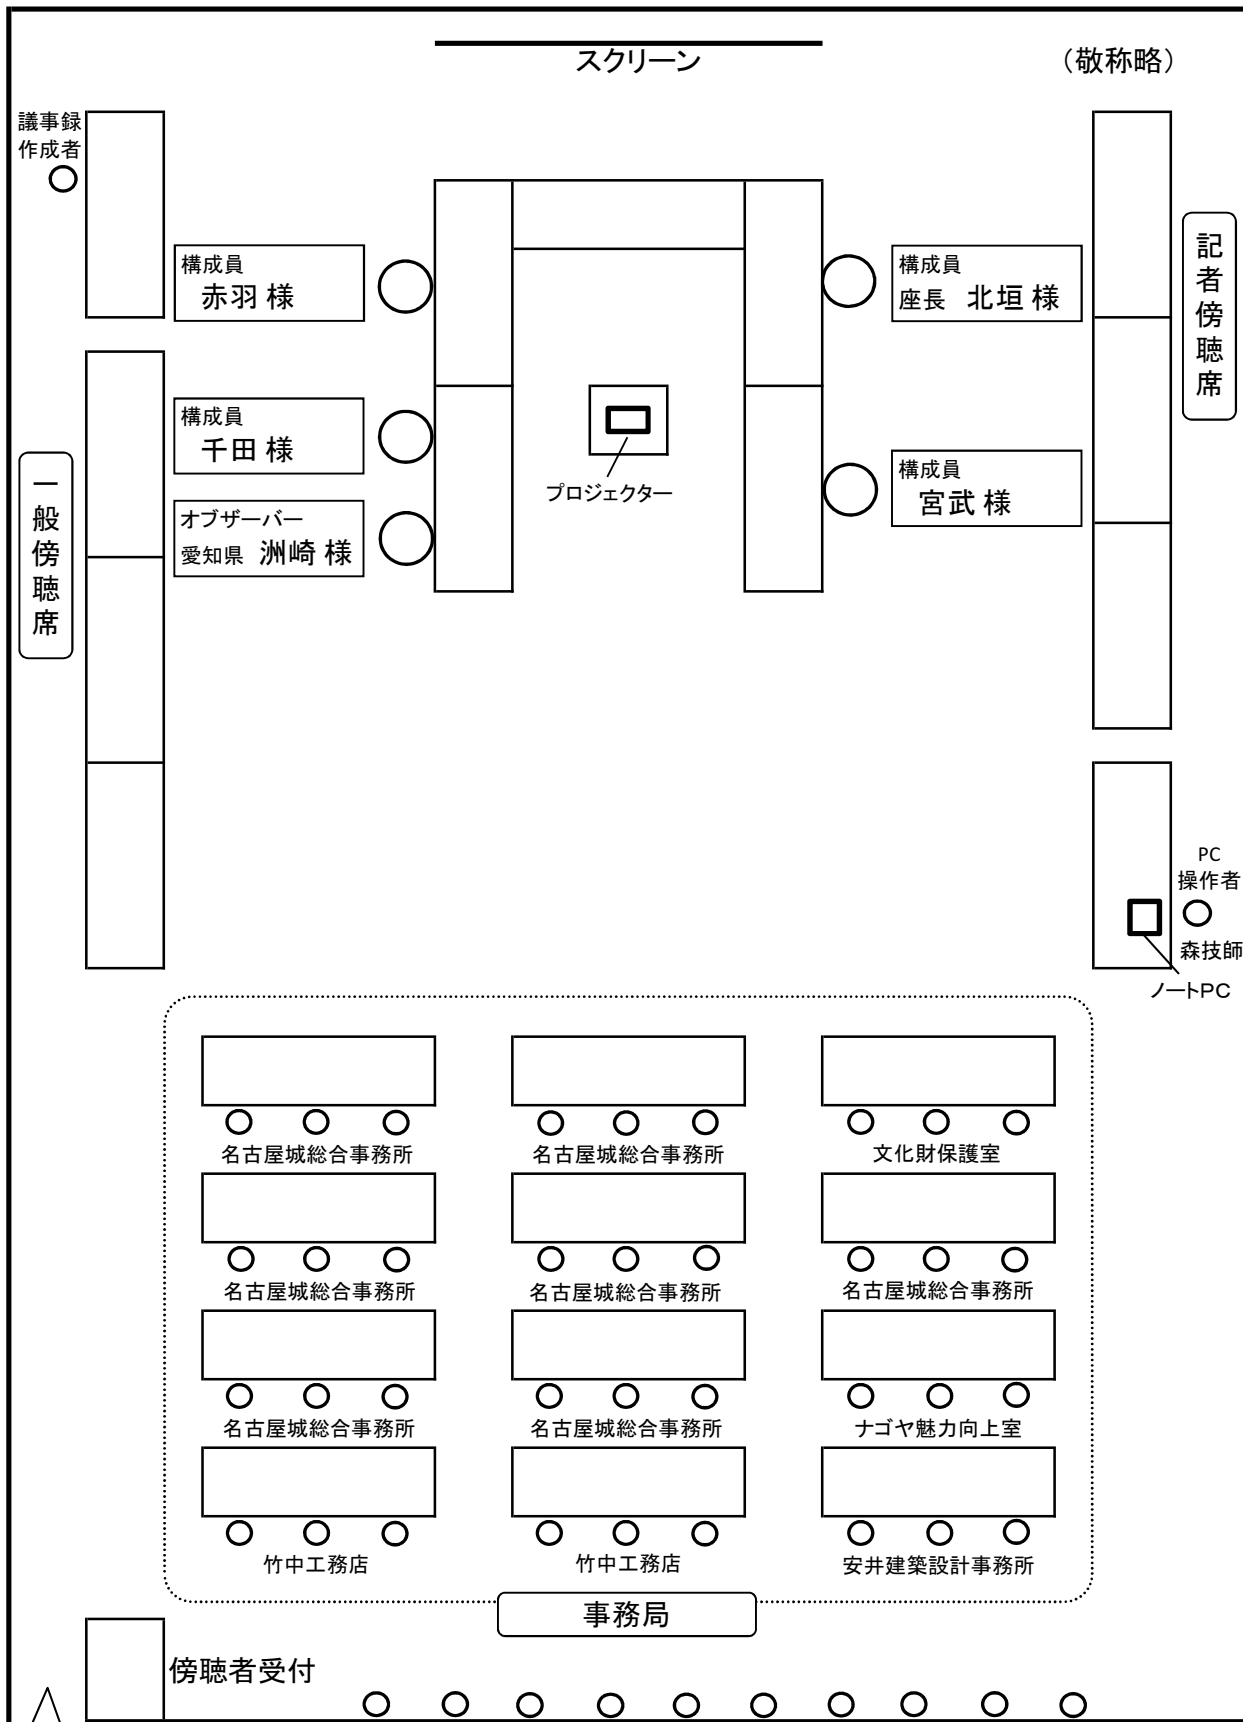 スクリーン
（敬称略）
議事録
作成者
構成員
赤羽 様
構成員
座長 北垣 様
記者傍聴席
構成員
千田 様
構成員
宮武 様
オブザーバー
愛知県 洲崎 様
一般傍聴席
プロジェクター
PC
操作者
森技師
ノートPC
名古屋城総合事務所
名古屋城総合事務所
文化財保護室
名古屋城総合事務所
名古屋城総合事務所
名古屋城総合事務所
名古屋城総合事務所
名古屋城総合事務所
ナゴヤ魅力向上室
竹中工務店
竹中工務店
安井建築設計事務所
事務局
傍聴者受付